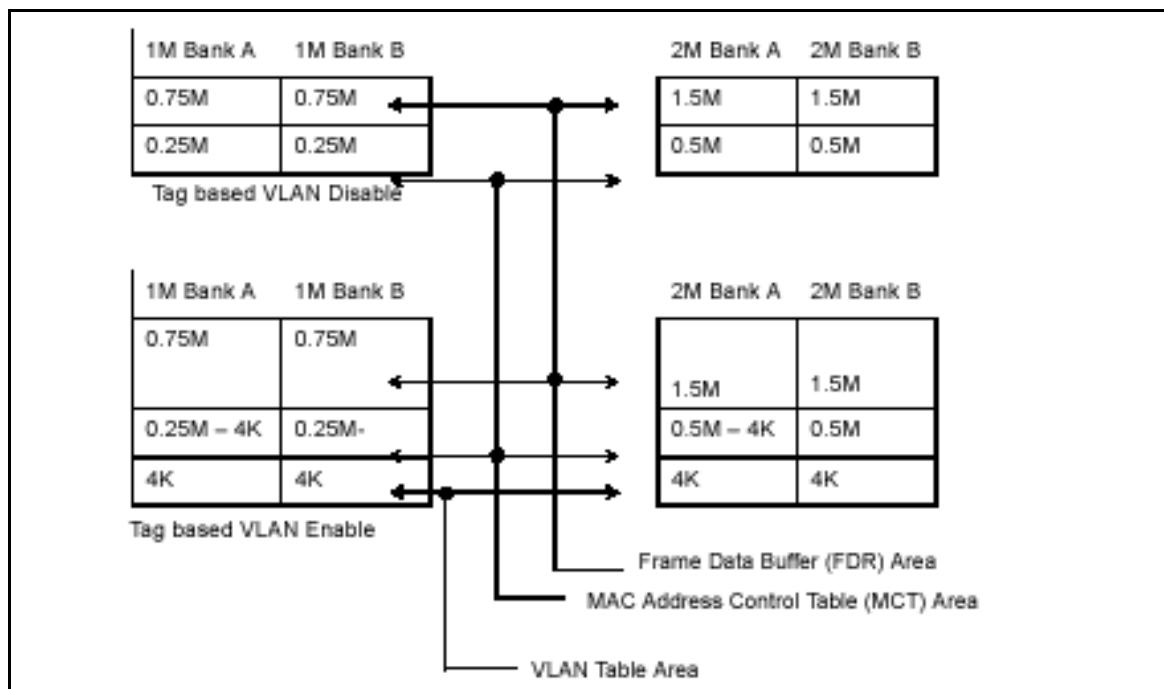 1M Bank A 1M Bank B 2M Bank A 2M Bank B
0.75M 0.75M 1.5M 1.5M
0.25M 0.25M 0.5M 0.5M
Tag based VLAN Disable
1M Bank A 1M Bank B 2M Bank A 2M Bank B
0.75M 0.75M
1.5M 1.5M
0.25M – 4K 0.25M- 0.5M – 4K 0.5M
4K 4K 4K 4K
Tag based VLAN Enable
Frame Data Buffer (FDR) Area
MAC Address Control Table (MCT) Area
VLAN Table Area